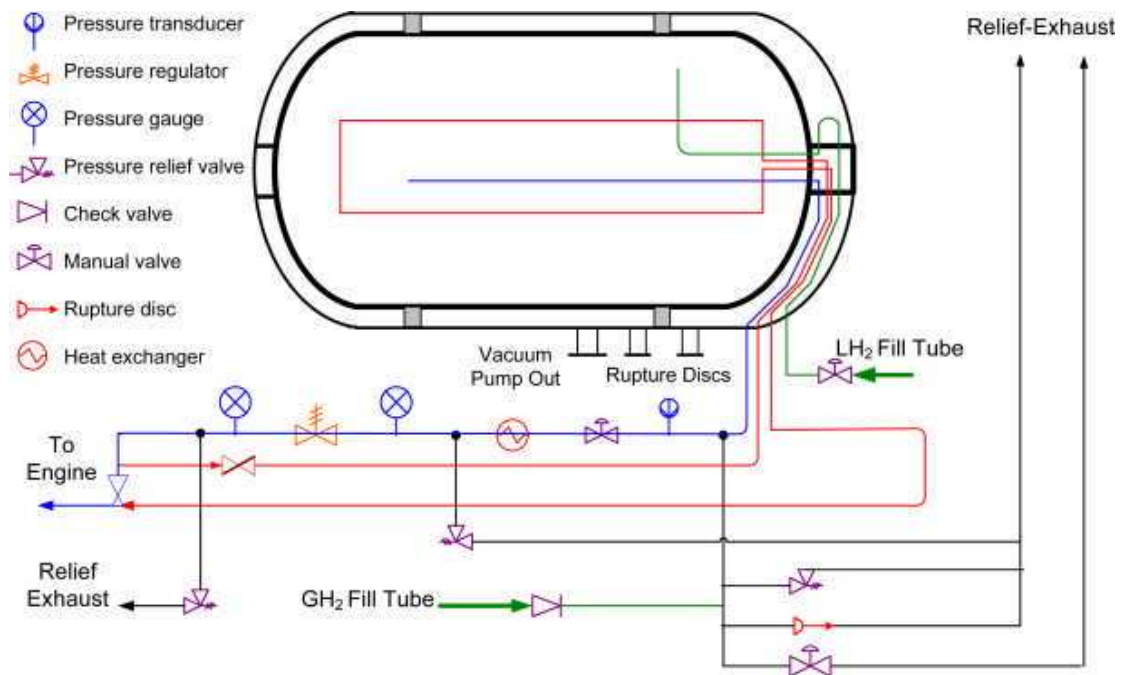 Pressure transducer
Pressure regulator
Pressure gauge
Pressure relief valve
Check valve
Manual valve
Rupture disc
Heat exchanger
Relief-Exhaust
Vacuum
Pump Out
Rupture Discs
LH2 Fill Tube
To
Engine
Relief
Exhaust
GH2 Fill Tube